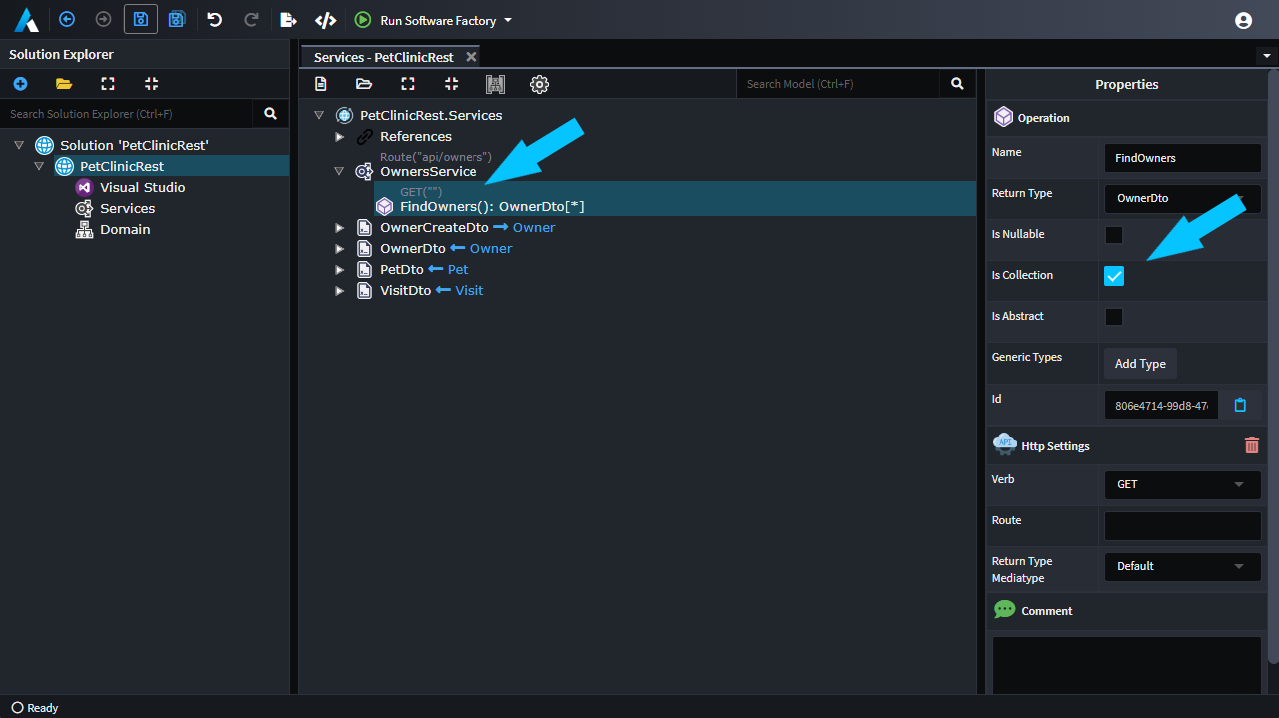 Run Software Factory
Solution Explorer
Search Solution Explorer (Ctrl+F)
Solution 'PetClinicRest'
PetClinicRest
Visual Studio
Services
Domain
Services - PetClinicRest
Search Model (Ctrl+F)
PetClinicRest.Services
References
Route("api/owners")
OwnersService
GET("")
FindOwners(): OwnerDto[*]
OwnerCreateDto → Owner
OwnerDto ← Owner
PetDto ← Pet
VisitDto ← Visit
Properties
Operation
Name
FindOwners
Return Type
OwnerDto
Is Nullable
Is Collection
Is Abstract
Generic Types
Add Type
Id
806e4714-99d8-47
API
Http Settings
Verb
GET
Route
Return Type
Mediatype
Default
Comment
Ready